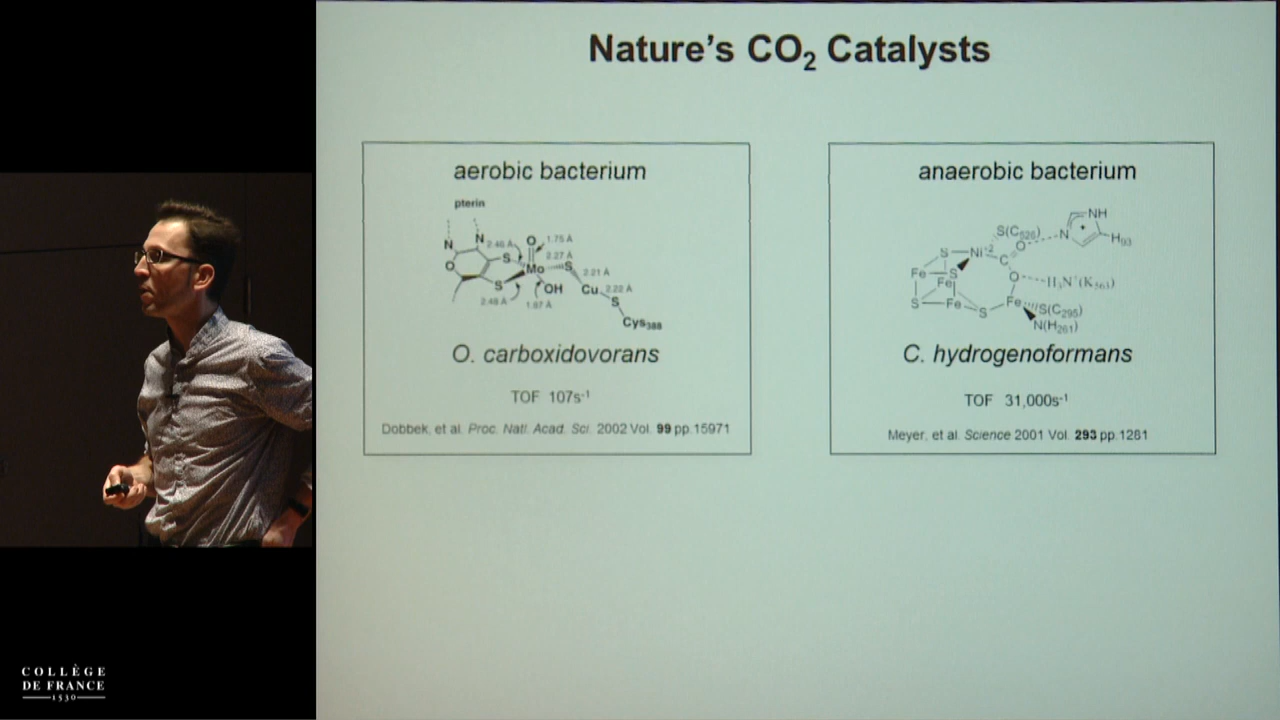 Nature's CO₂ Catalysts
aerobic bacterium
pterin
N
N
2.46 Å
O
1.75 Å
2.27 Å
O
S
Mo
S
2.21 Å
S
OH
Cu
2.22 Å
S
2.48 Å
1.87 Å
Cys388
O. carboxidovorans
TOF 107s⁻¹
Dobbek, et al. Proc. Natl. Acad. Sci. 2002 Vol. 99 pp.15971
anaerobic bacterium
NH
S(C526)
N
O
H93
S
Ni
C
Fe
S
Fe
O
H₃N⁺(K563)
S
Fe
S
Fe
S(C295)
N(H261)
C. hydrogenoformans
TOF 31,000s⁻¹
Meyer, et al. Science 2001 Vol. 293 pp.1281
COLLÈGE
DE FRANCE
1530